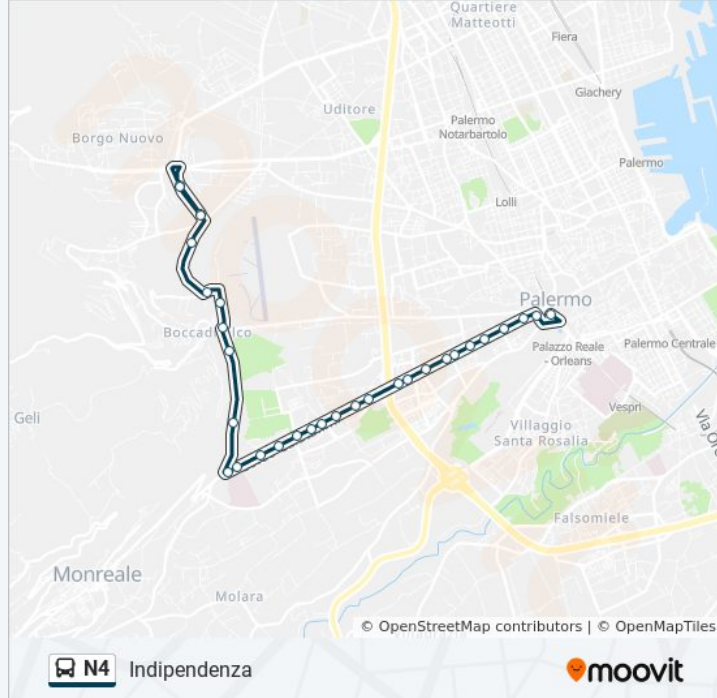 Quartiere
Matteotti
Fiera
Giachery
Uditore
Palermo
Notarbartolo
Borgo Nuovo
Palermo
Lolli
Palermo
Boccadifalco
Palazzo Reale
- Orleans
Palermo Centrale
Vespri
Geli
Villaggio
Santa Rosalia
Falsomiele
Monreale
Molara
© OpenStreetMap contributors | © OpenMapTiles
N4 Indipendenza
moovit